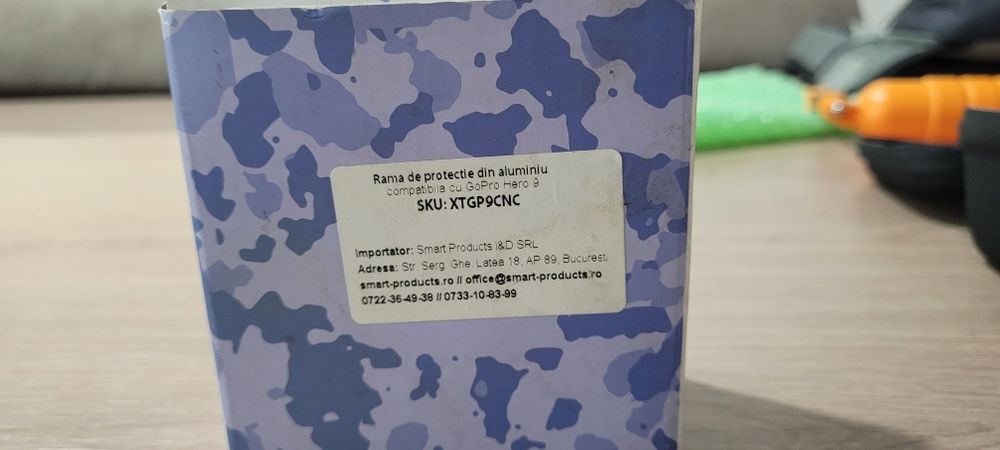 Rama de protectie din aluminiu
compatibila cu GoPro Hero 9
SKU: XTGP9CNC
Importator: Smart Products i&D SRL
Adresa: Str. Serg. Ghe. Latea 18, AP 89, Bucuresti
smart-products.ro // office@smart-products.ro
0722-36-49-38 // 0733-10-83-99